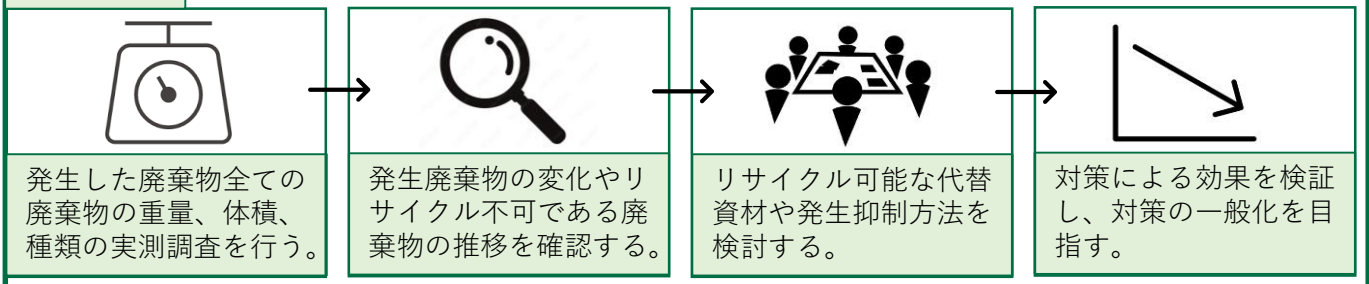 発生した廃棄物全ての
廃棄物の重量、体積、
種類の実測調査を行う。
発生廃棄物の変化やリ
サイクル不可である廃
棄物の推移を確認する。
リサイクル可能な代替
資材や発生抑制方法を
検討する。
対策による効果を検証
し、対策の一般化を目
指す。